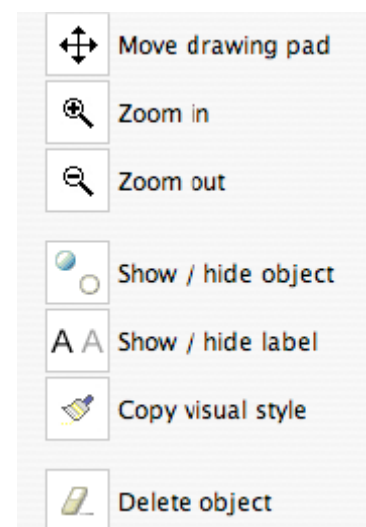 Move drawing pad
Zoom in
Zoom out
Show / hide object
A A Show / hide label
Copy visual style
Delete object